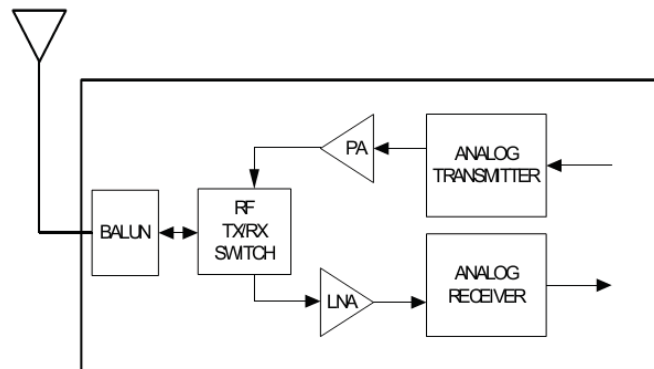 PA
ANALOG
TRANSMITTER
BALUN
RF
TX/RX
SWITCH
LNA
ANALOG
RECEIVER